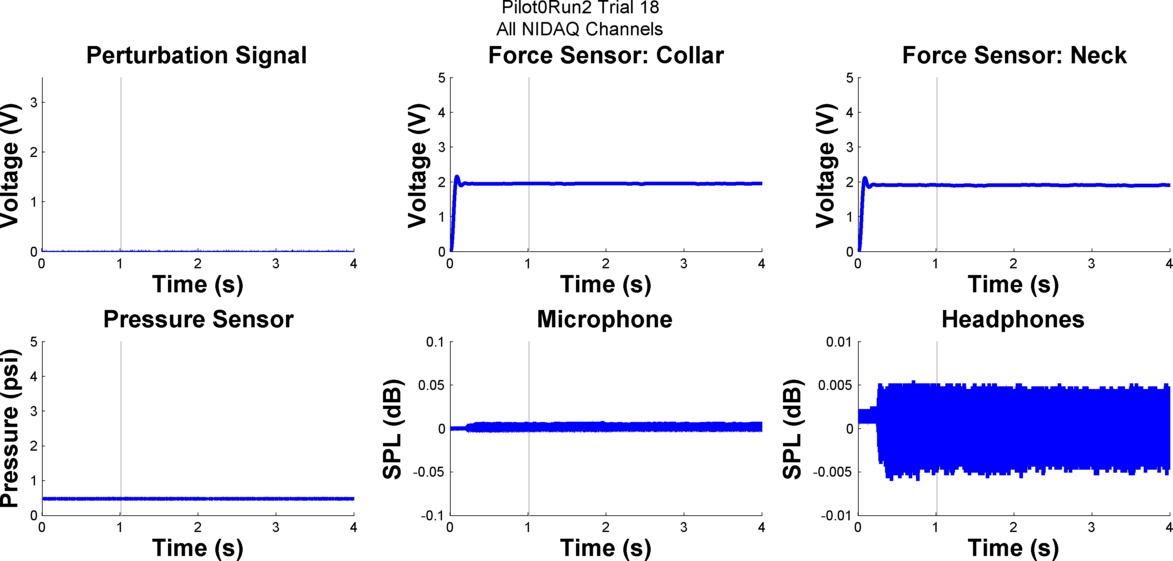 Pilot0Run2 Trial 18
All NIDAQ Channels
Perturbation Signal
Voltage (V)
3
2
1
0
0 1 2 3 4
Time (s)
Force Sensor: Collar
Voltage (V)
5
4
3
2
1
0
0 1 2 3 4
Time (s)
Force Sensor: Neck
Voltage (V)
5
4
3
2
1
0
0 1 2 3 4
Time (s)
Pressure Sensor
Pressure (psi)
5
4
3
2
1
0
0 1 2 3 4
Time (s)
Microphone
SPL (dB)
0.1
0.05
0
-0.05
-0.1
0 1 2 3 4
Time (s)
Headphones
SPL (dB)
0.01
0.005
0
-0.005
-0.01
0 1 2 3 4
Time (s)